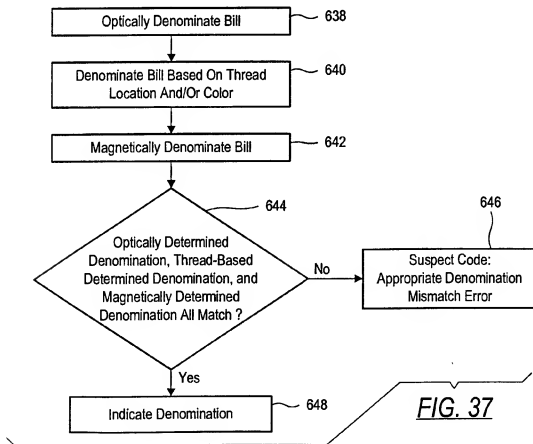 Optically Denominate Bill
638
Denominate Bill Based On Thread
Location And/Or Color
640
Magnetically Denominate Bill
642
644
Optically Determined
Denomination, Thread-Based
Determined Denomination, and
Magnetically Determined
Denomination All Match ?
No
646
Suspect Code:
Appropriate Denomination
Mismatch Error
Yes
Indicate Denomination
648
FIG. 37